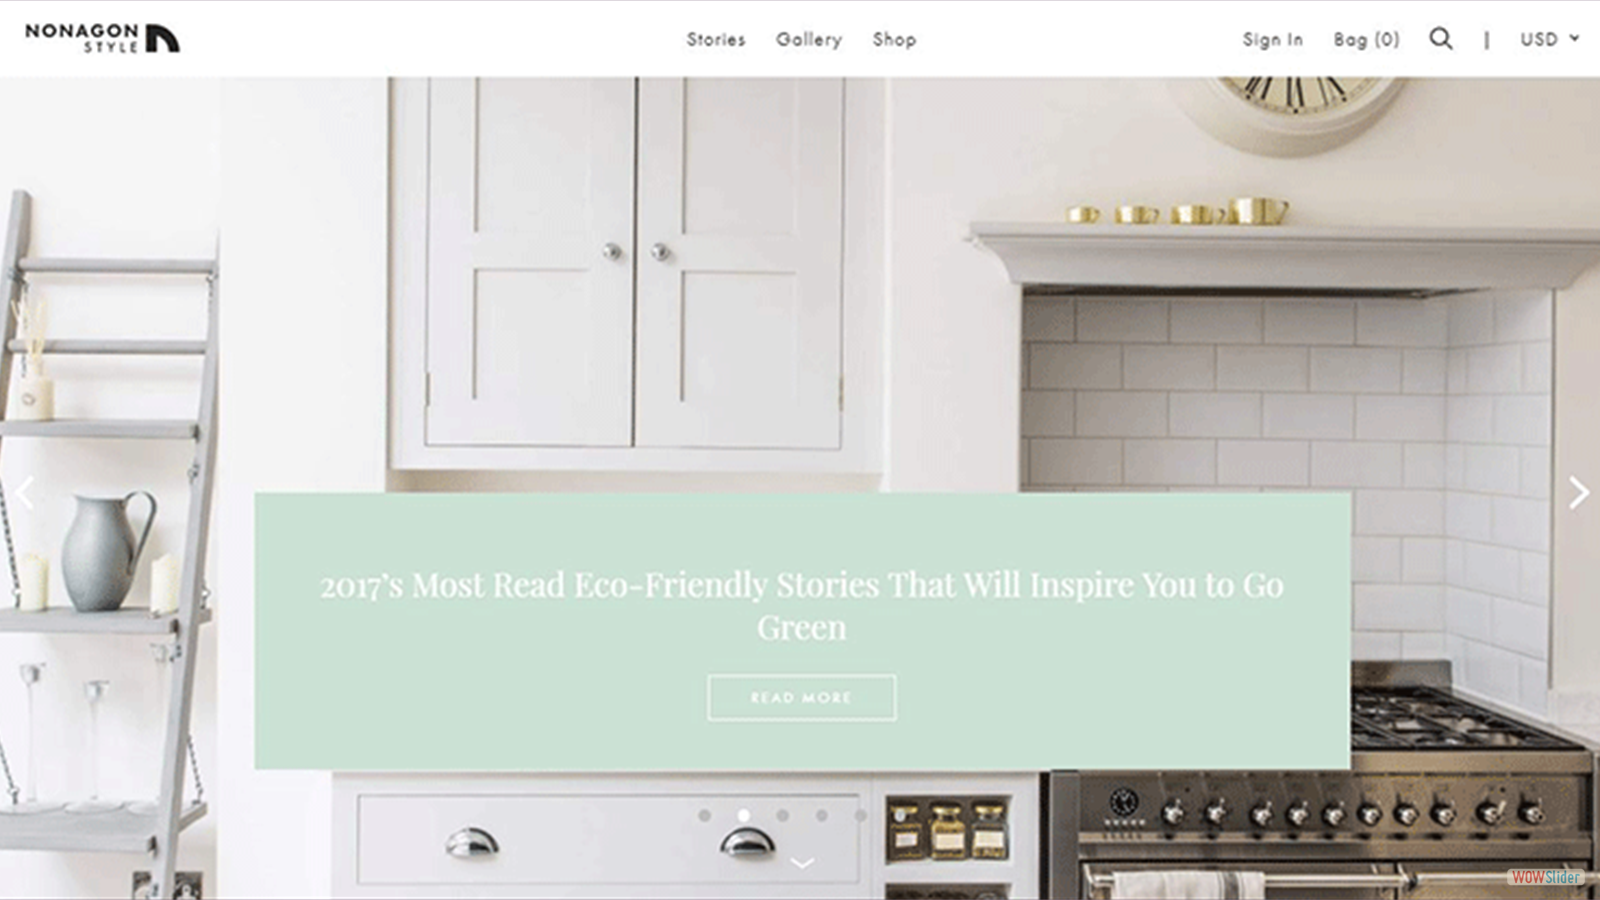 NONAGON
STYLE
Stories Gallery Shop
Sign In Bag (0) | USD
2017's Most Read Eco-Friendly Stories That Will Inspire You to Go
Green
READ MORE
WOWSlider